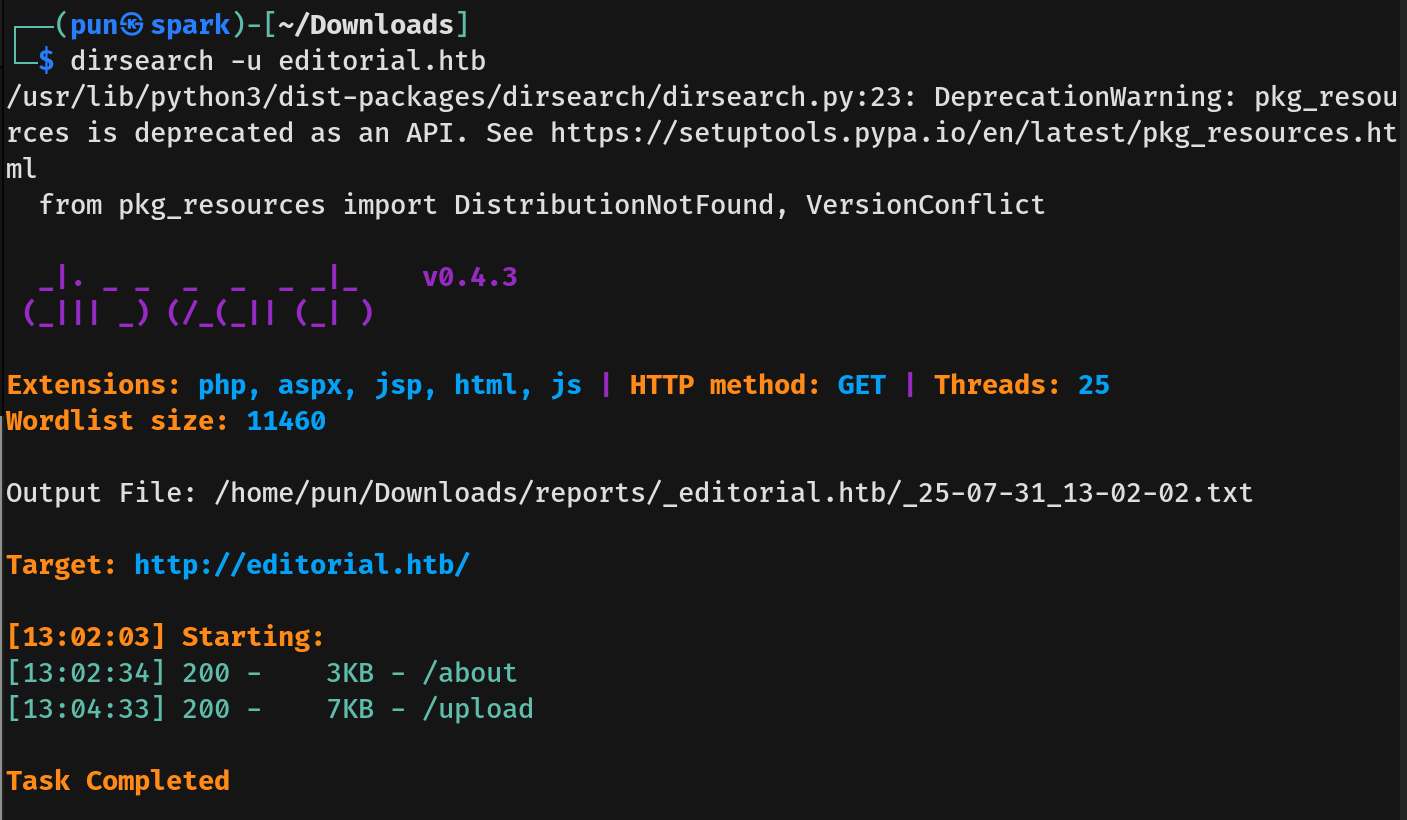 ┌──(pun㉿spark)-[~/Downloads]
└─$ dirsearch -u editorial.htb
/usr/lib/python3/dist-packages/dirsearch/dirsearch.py:23: DeprecationWarning: pkg_resou
rces is deprecated as an API. See https://setuptools.pypa.io/en/latest/pkg_resources.ht
ml
  from pkg_resources import DistributionNotFound, VersionConflict

  _|. _ _  _  _  _ _|_    v0.4.3
 (_||| _) (/_(_|| (_| )

Extensions: php, aspx, jsp, html, js | HTTP method: GET | Threads: 25
Wordlist size: 11460

Output File: /home/pun/Downloads/reports/_editorial.htb/_25-07-31_13-02-02.txt

Target: http://editorial.htb/

[13:02:03] Starting:
[13:02:34] 200 -    3KB - /about
[13:04:33] 200 -    7KB - /upload

Task Completed